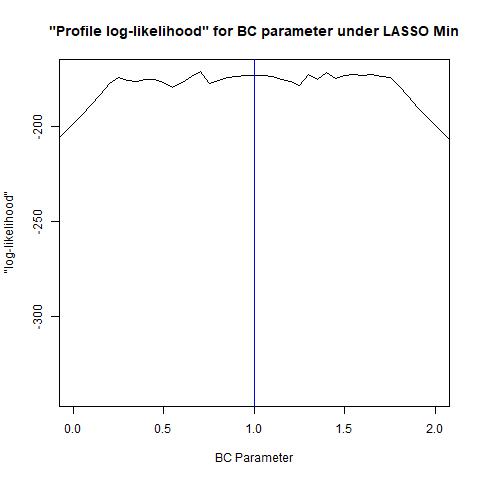 "Profile log-likelihood" for BC parameter under LASSO Min
"log-likelihood"
-200
-250
-300
0.0 0.5 1.0 1.5 2.0
BC Parameter